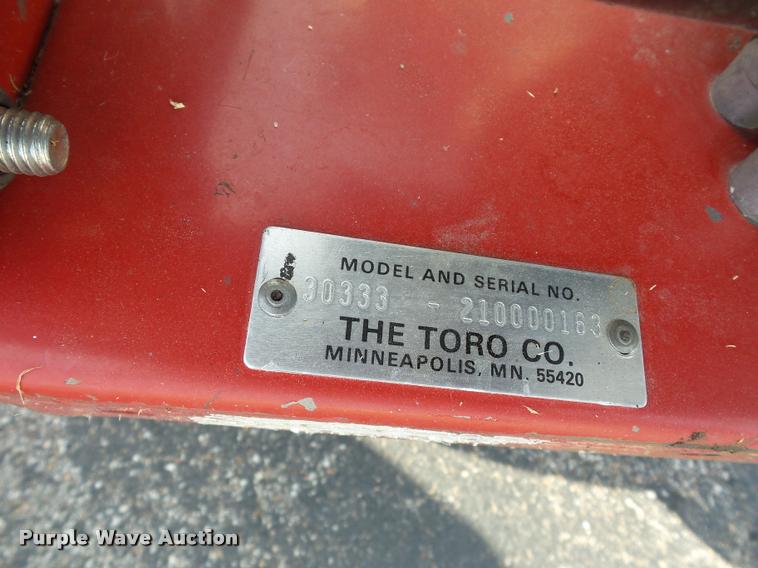 MODEL AND SERIAL NO.
30333 - 210000163
THE TORO CO.
MINNEAPOLIS, MN. 55420
Purple Wave Auction